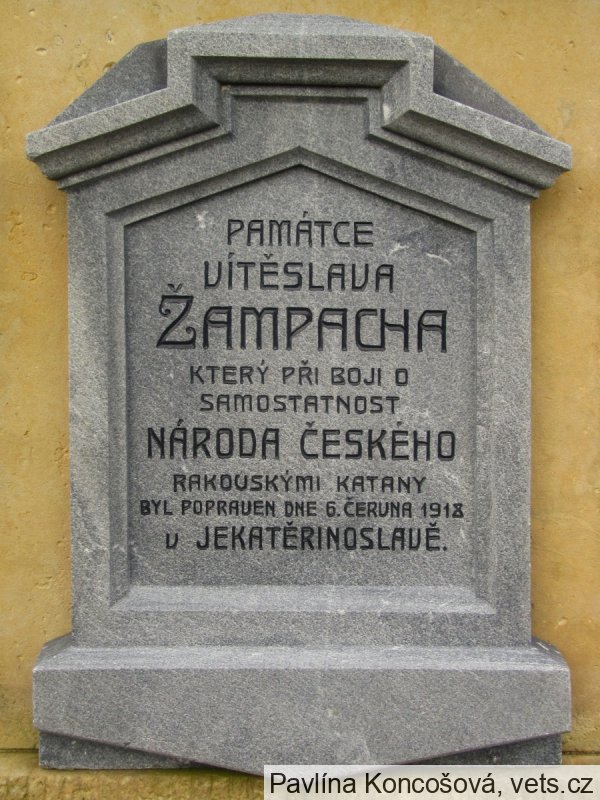 PAMÁTCE
VÍTĚSLAVA
ŽAMPACHA
KTERÝ PŘI BOJI O
SAMOSTATNOST
NÁRODA ČESKÉHO
RAKOVSKÝMI KATANY
BYL POPRAVEN DNE 6. ČERVNA 1918
V JEKATĚRINOSLAVĚ.
Pavlína Koncošová, vets.cz